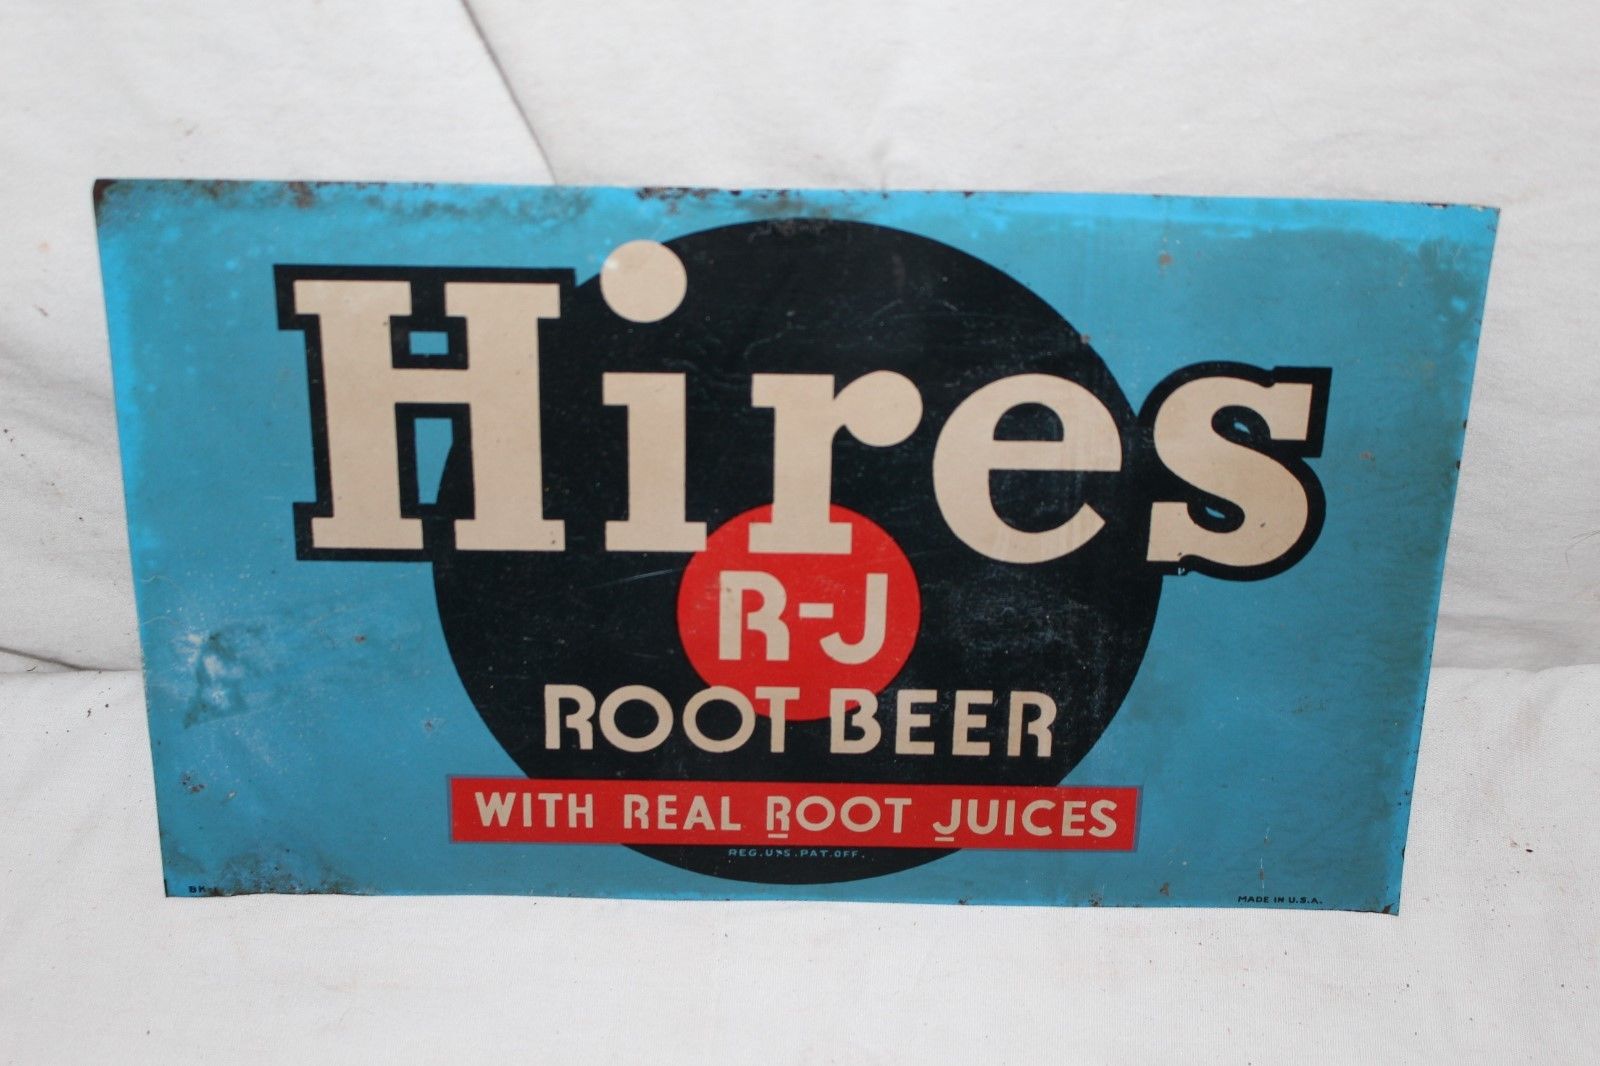 Hires
R-J
ROOT BEER
WITH REAL ROOT JUICES
REG. U.S. PAT. OFF.
MADE IN U.S.A.